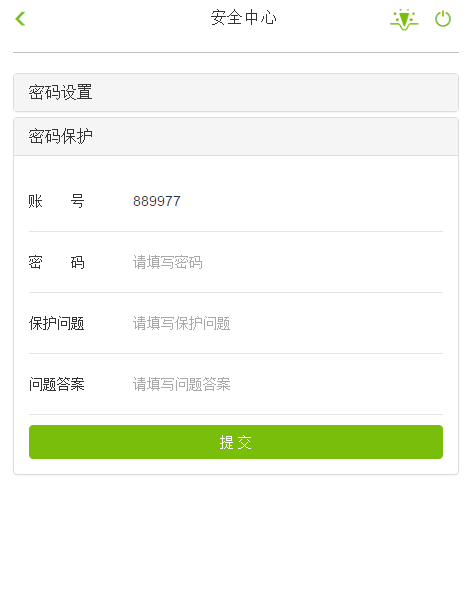 安全中心
密码设置
密码保护
账 号 889977
密 码 请填写密码
保护问题 请填写保护问题
问题答案 请填写问题答案
提 交